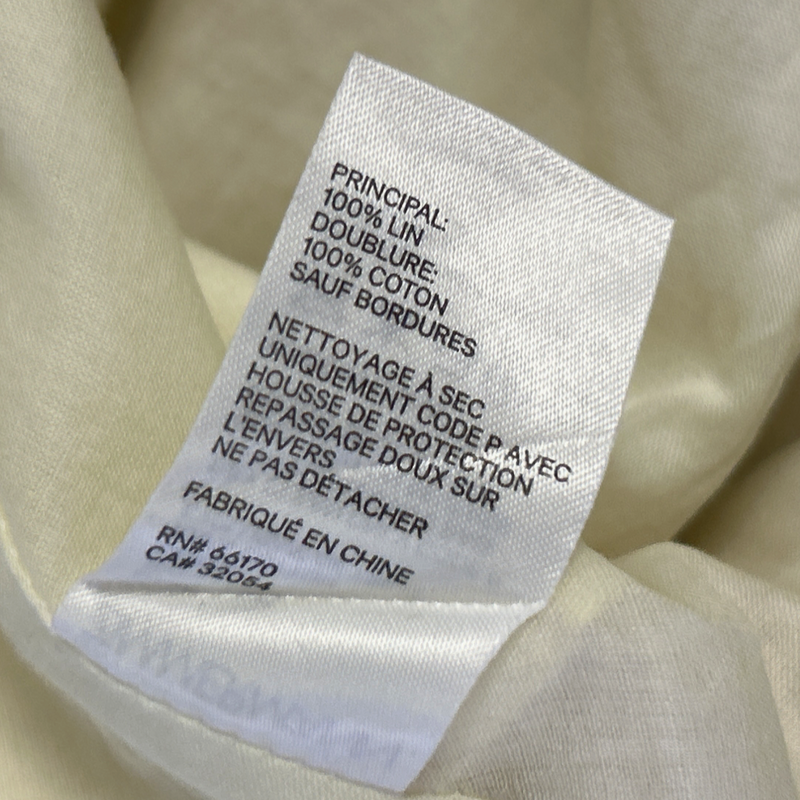 PRINCIPAL:
100% LIN
DOUBLURE:
100% COTON
SAUF BORDURES
NETTOYAGE À SEC
UNIQUEMENT CODE P AVEC
HOUSSE DE PROTECTION
REPASSAGE DOUX SUR
L'ENVERS
NE PAS DÉTACHER
FABRIQUÉ EN CHINE
RN# 66170
CA# 32054